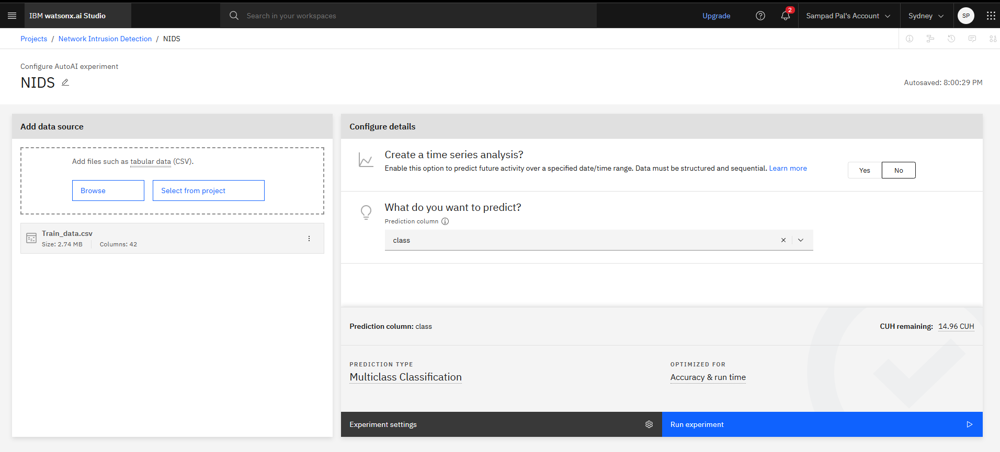 IBM watsonx.ai Studio
Search in your workspaces
Upgrade
2
Sampad Pal's Account
Sydney
SP
Projects / Network Intrusion Detection / NIDS
Configure AutoAI experiment
NIDS
Autosaved: 8:00:29 PM
Add data source
Add files such as tabular data (CSV).
Browse
Select from project
Train_data.csv
Size: 2.74 MB
Columns: 42
Configure details
Create a time series analysis?
Enable this option to predict future activity over a specified date/time range. Data must be structured and sequential. Learn more
Yes
No
What do you want to predict?
Prediction column
class
Prediction column: class
CUH remaining: 14.96 CUH
PREDICTION TYPE
Multiclass Classification
OPTIMIZED FOR
Accuracy & run time
Experiment settings
Run experiment